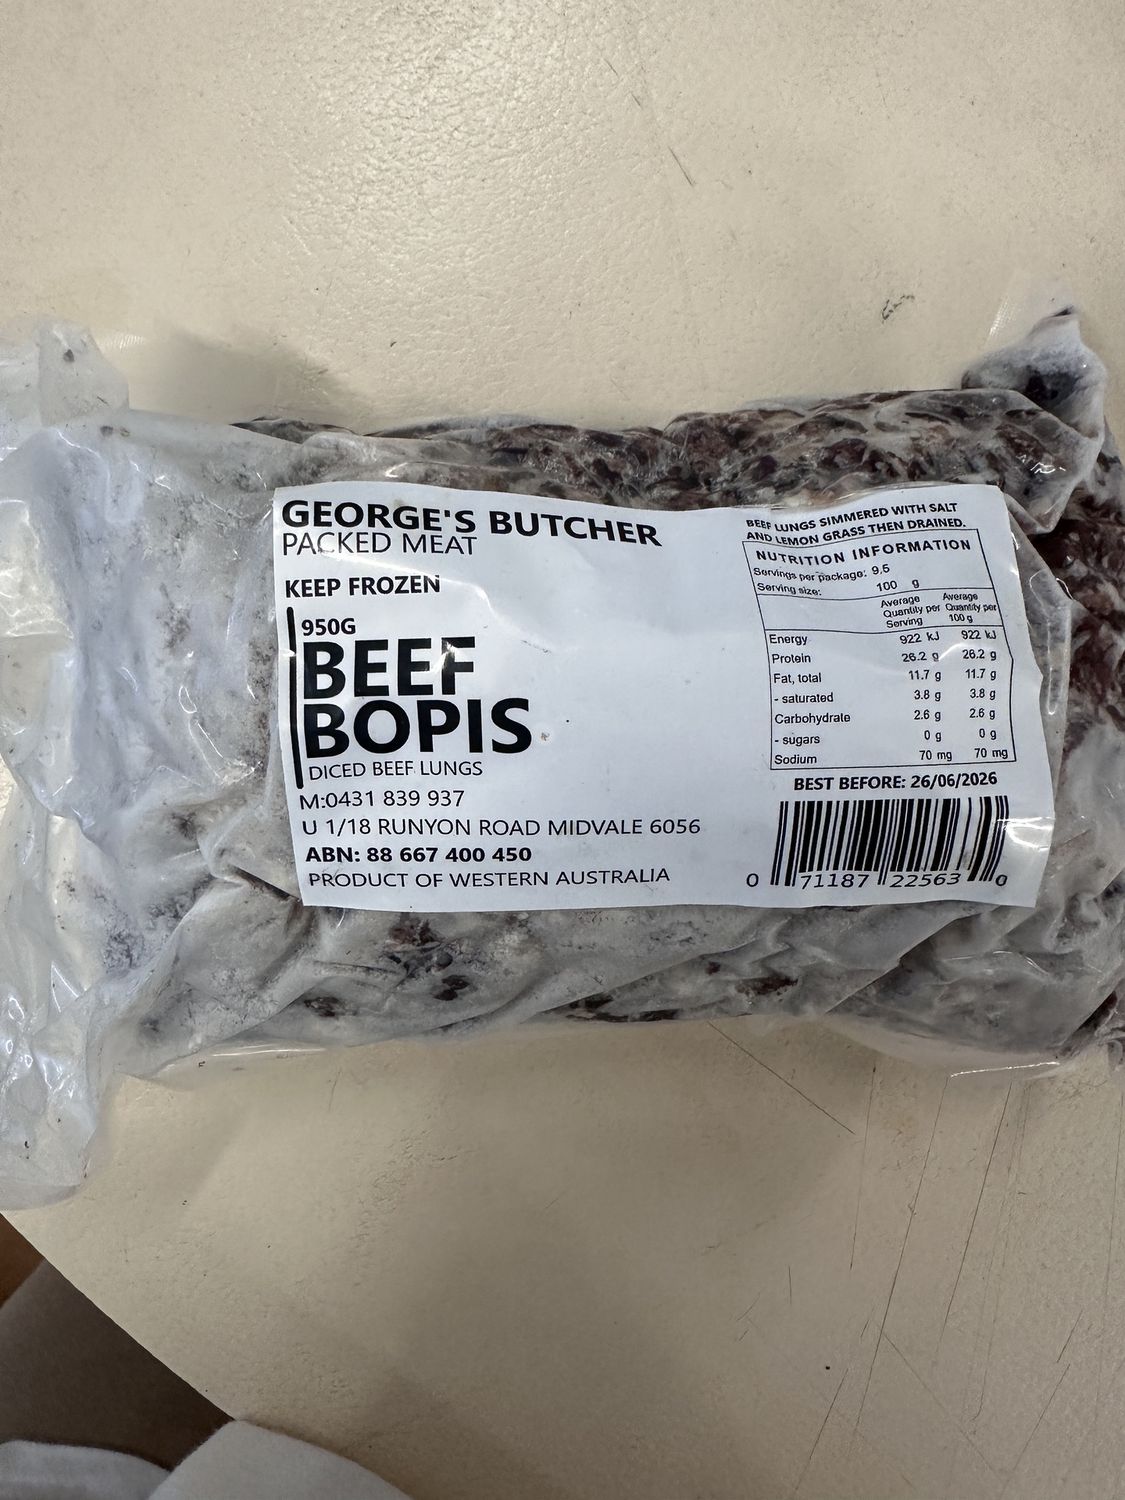 GEORGE'S BUTCHER
PACKED MEAT
KEEP FROZEN
950G
BEEF
BOPIS
DICED BEEF LUNGS
M:0431 839 937
U 1/18 RUNYON ROAD MIDVALE 6056
ABN: 88 667 400 450
PRODUCT OF WESTERN AUSTRALIA
BEEF LUNGS SIMMERED WITH SALT
AND LEMON GRASS THEN DRAINED.
NUTRITION INFORMATION
Servings per package: 9.5
Serving size: 100 g
Average Quantity per Serving Average Quantity per 100 g
Energy 922 kJ 922 kJ
Protein 26.2 g 26.2 g
Fat, total 11.7 g 11.7 g
- saturated 3.8 g 3.8 g
Carbohydrate 2.6 g 2.6 g
- sugars 0 g 0 g
Sodium 70 mg 70 mg
BEST BEFORE: 26/06/2026
0 71187 22563 0